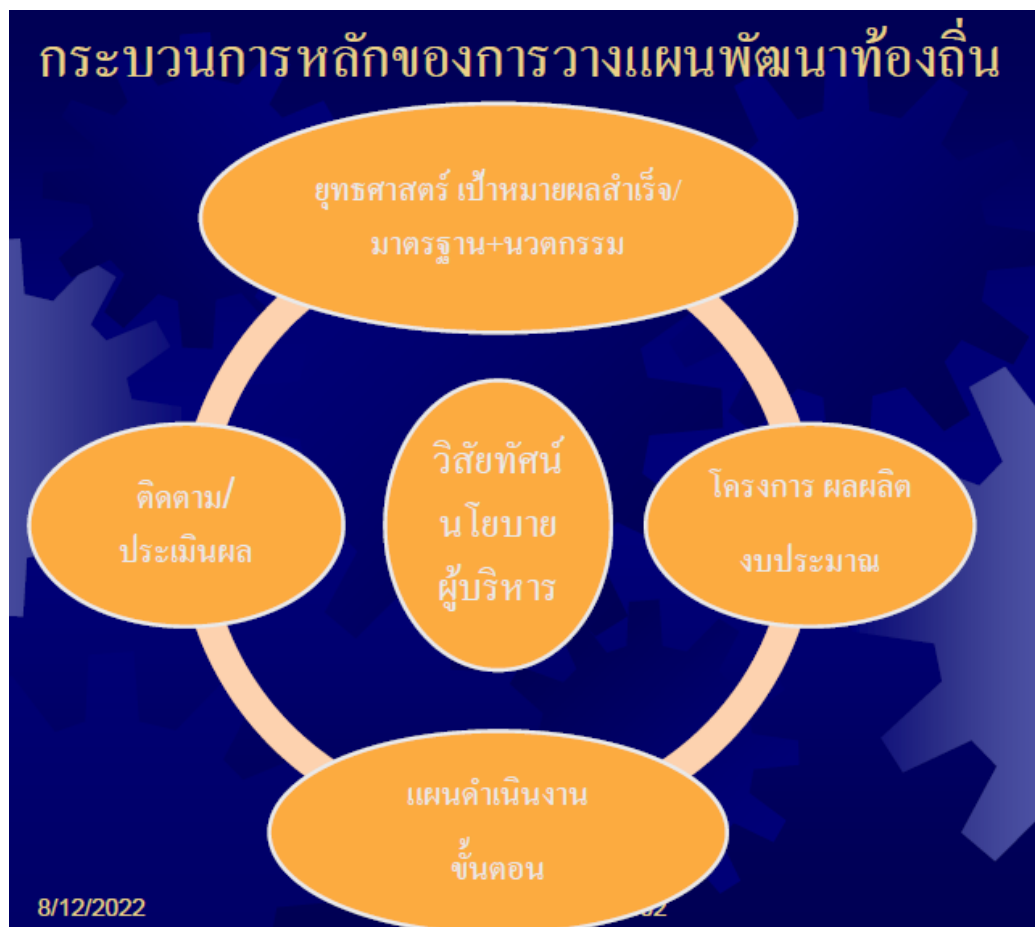 กระบวนการหลักของการวางแผนพัฒนาท้องถิ่น
ยุทธศาสตร์ เป้าหมายผลสำเร็จ/
มาตรฐาน+นวตกรรม
วิสัยทัศน์
นโยบาย
ผู้บริหาร
โครงการ ผลผลิต
งบประมาณ
แผนดำเนินงาน
ขั้นตอน
ติดตาม/
ประเมินผล
8/12/2022